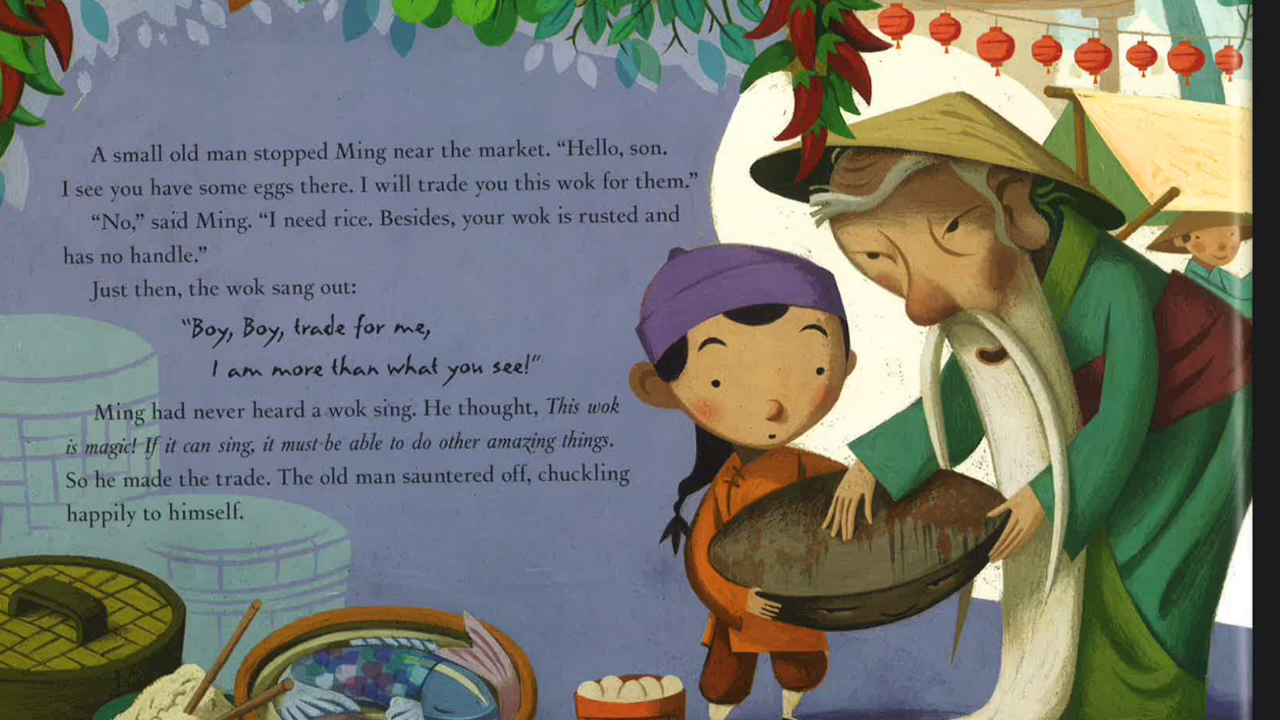 A small old man stopped Ming near the market. “Hello, son.
I see you have some eggs there. I will trade you this wok for them.”
“No,” said Ming. “I need rice. Besides, your wok is rusted and
has no handle.”
Just then, the wok sang out:
“Boy, Boy, trade for me,
I am more than what you see!”
Ming had never heard a wok sing. He thought, This wok
is magic! If it can sing, it must be able to do other amazing things.
So he made the trade. The old man sauntered off, chuckling
happily to himself.